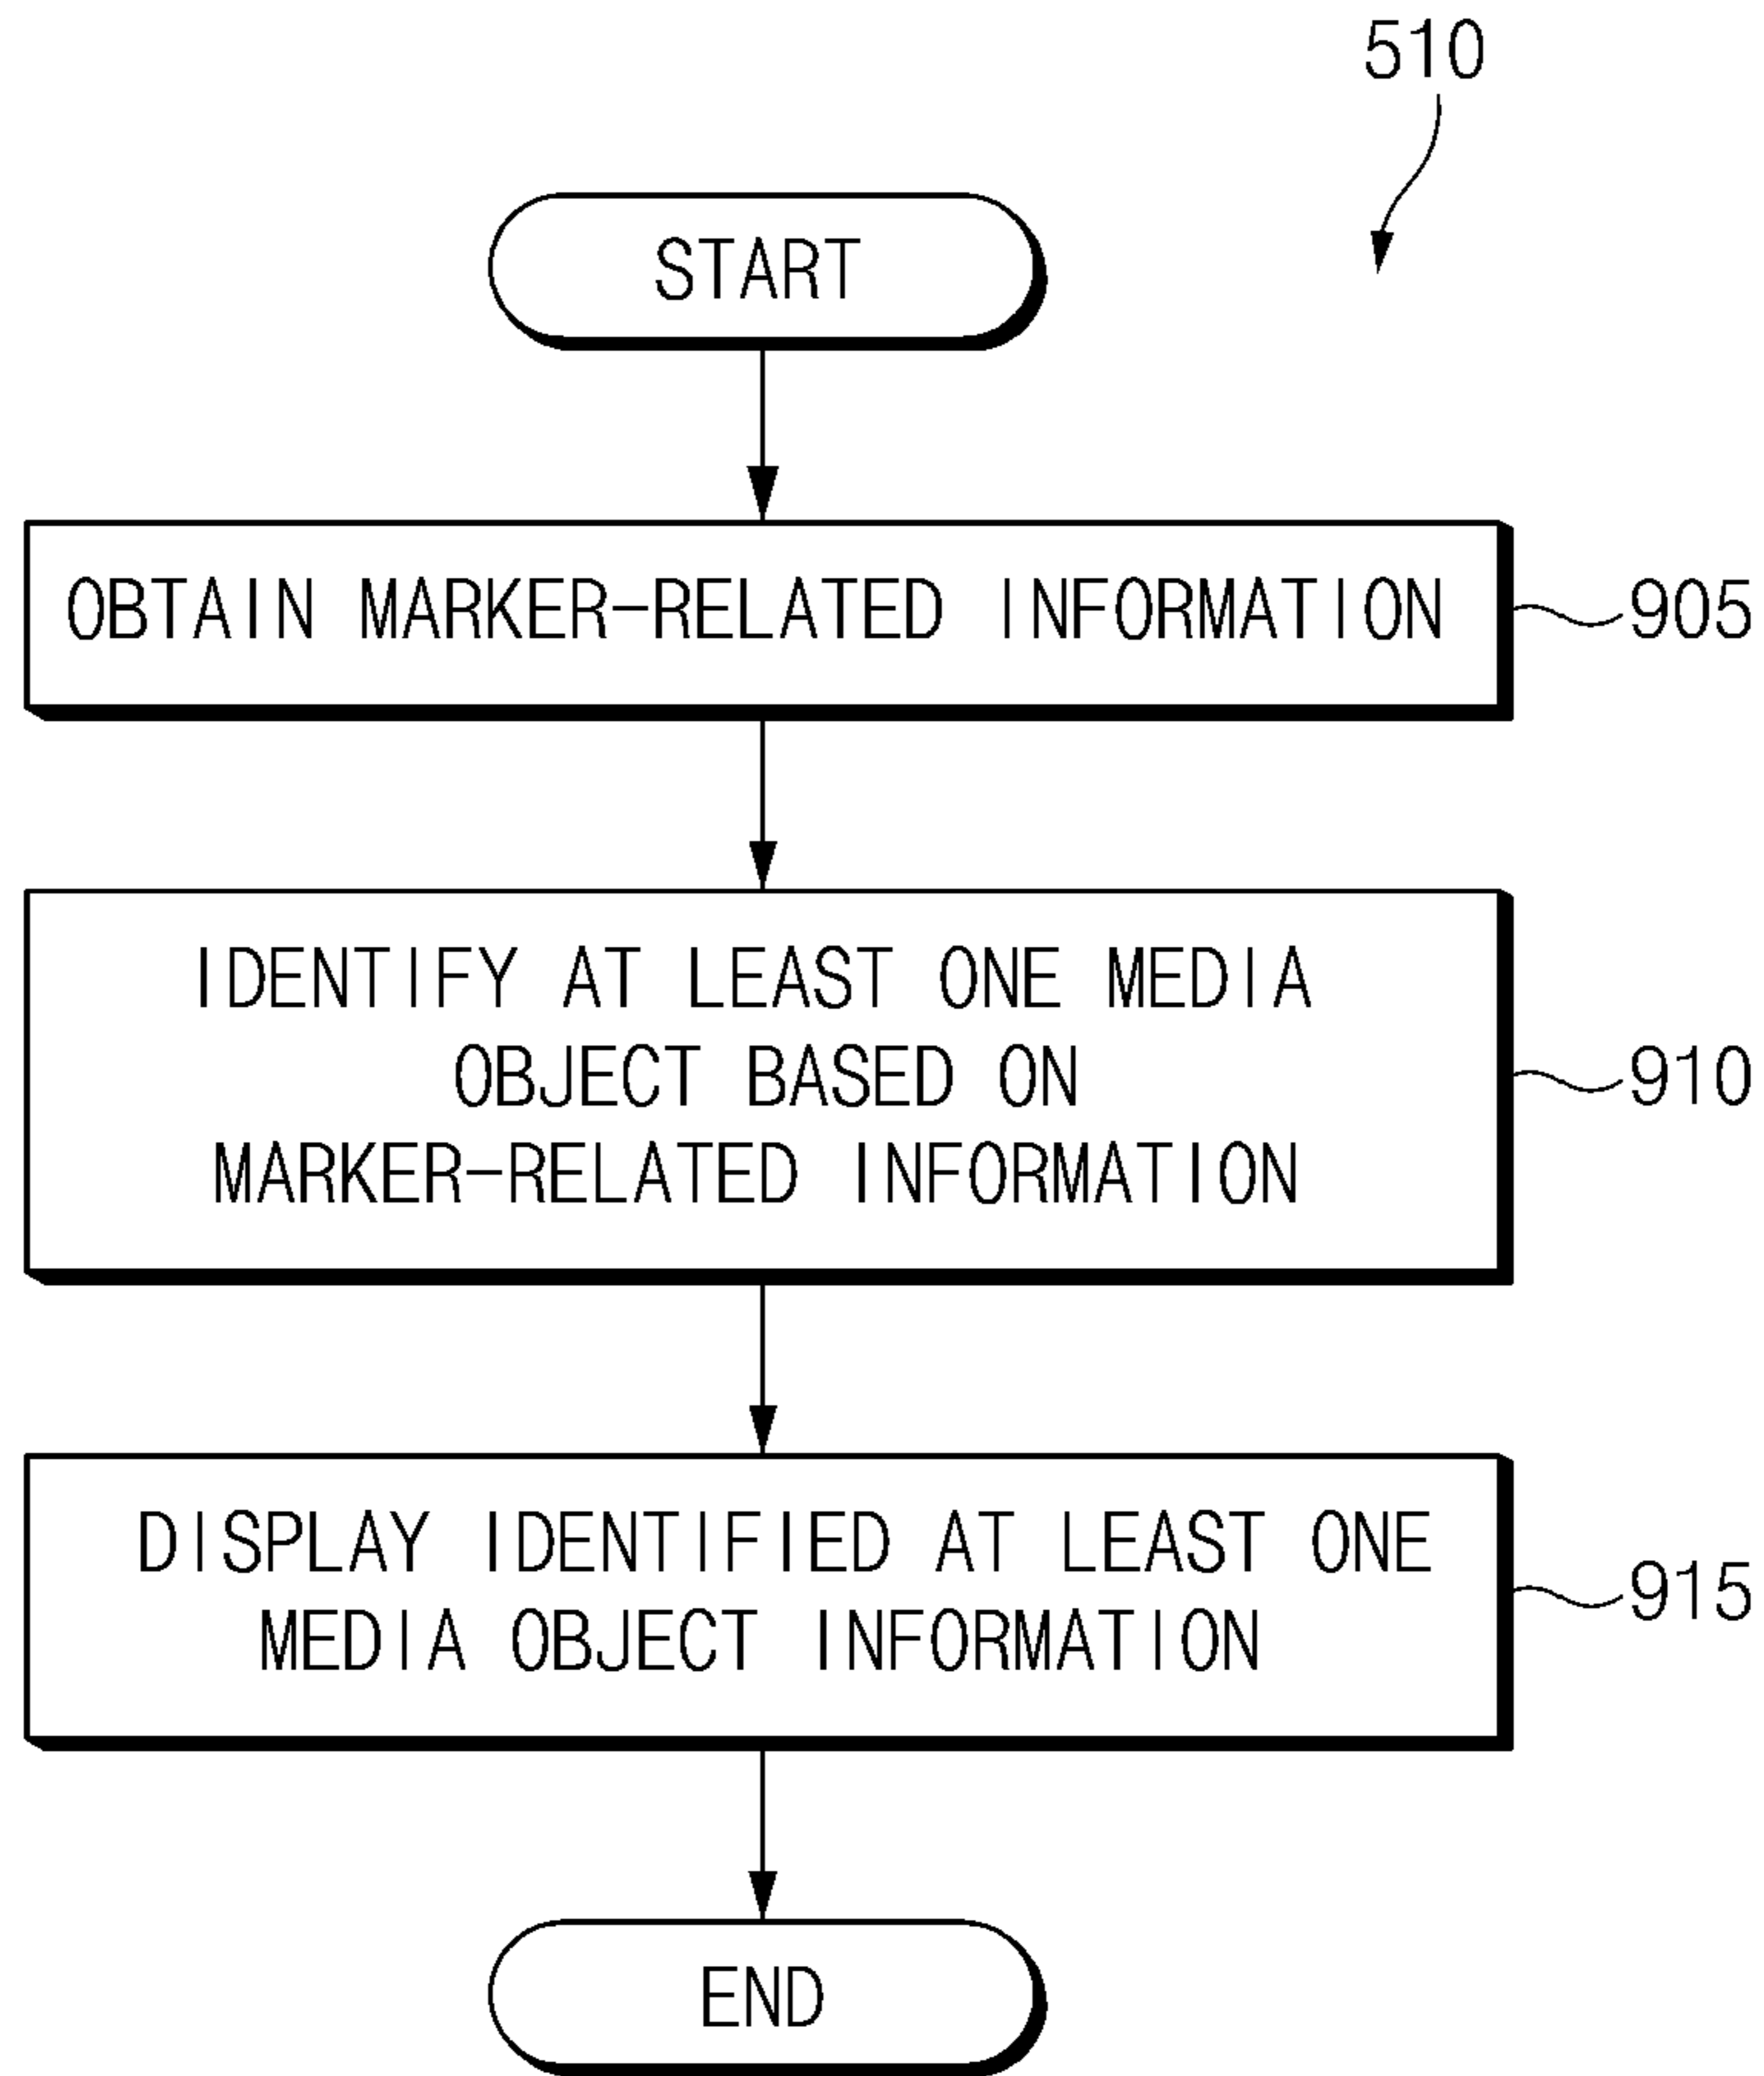 510
START
OBTAIN MARKER-RELATED INFORMATION
905
IDENTIFY AT LEAST ONE MEDIA
OBJECT BASED ON
MARKER-RELATED INFORMATION
910
DISPLAY IDENTIFIED AT LEAST ONE
MEDIA OBJECT INFORMATION
915
END